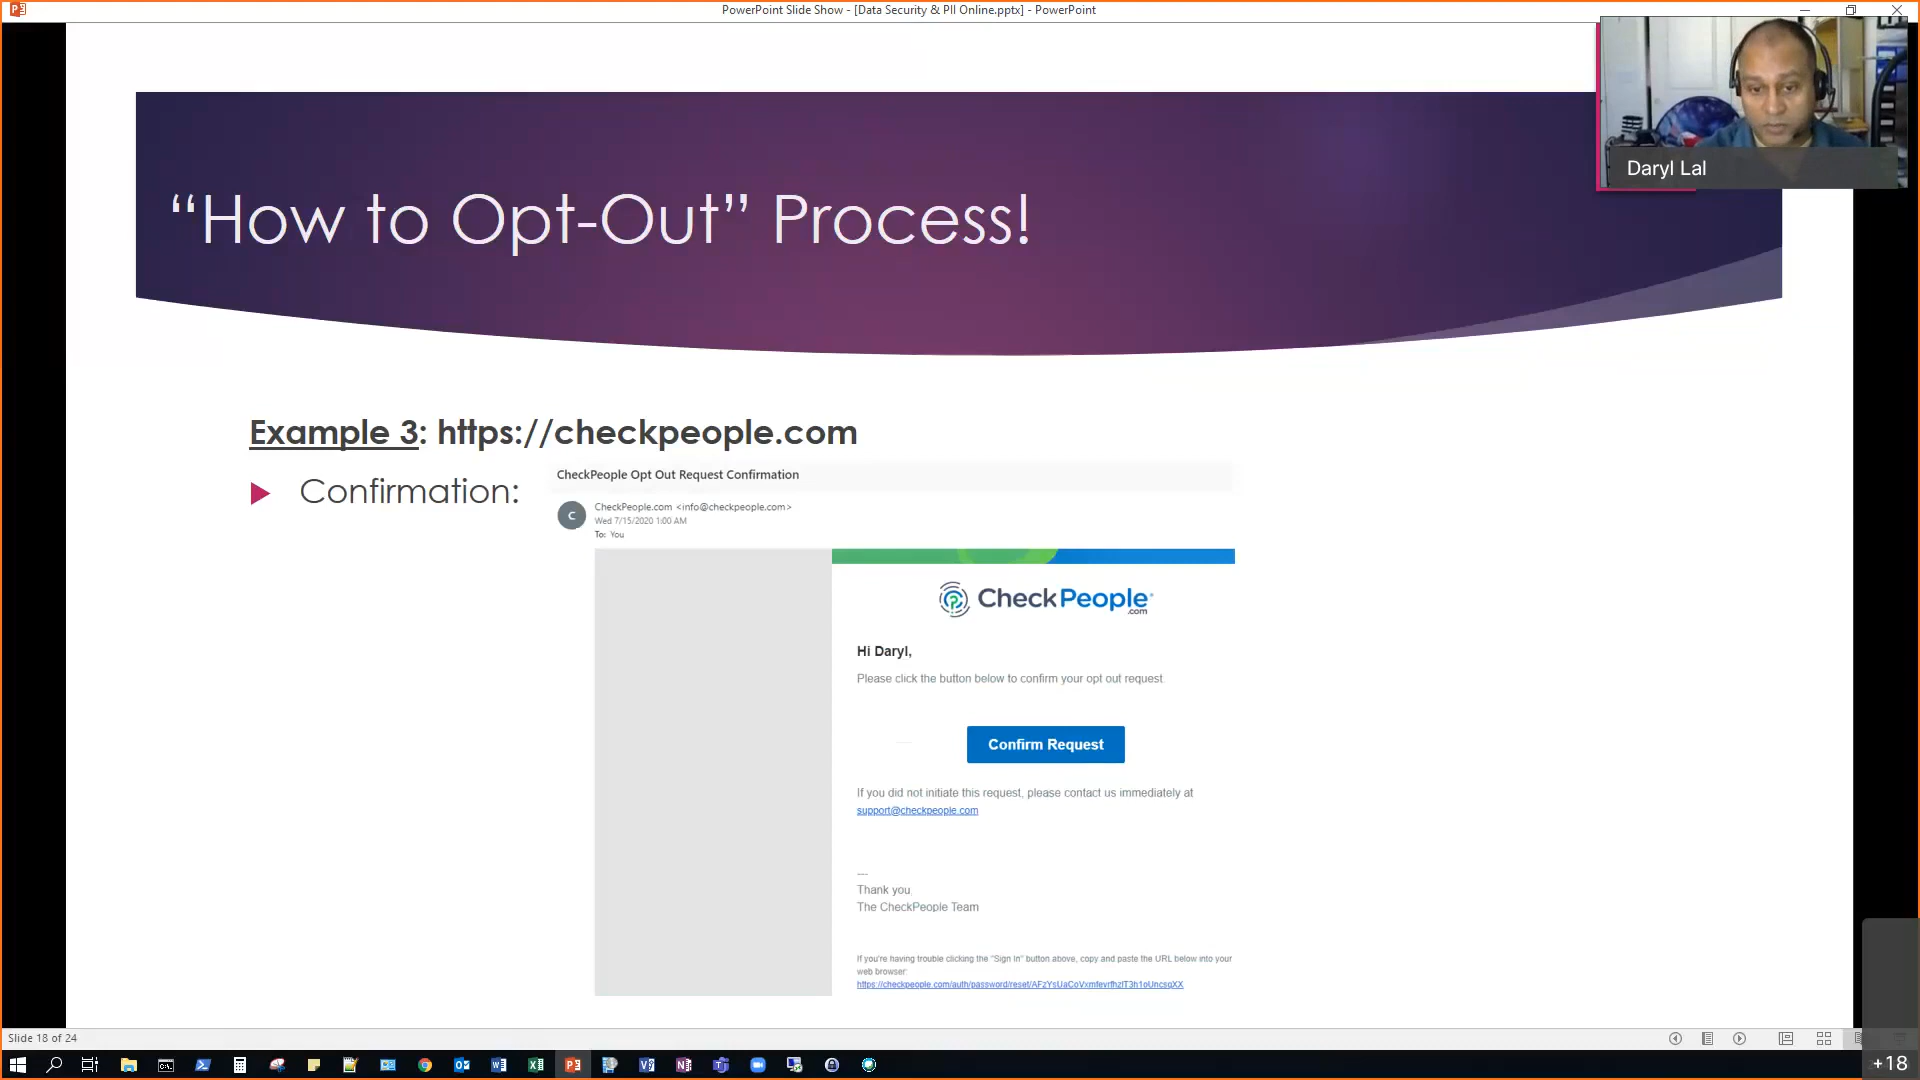 PowerPoint Slide Show - [Data Security & PII Online.pptx] - PowerPoint
Daryl Lal
“How to Opt-Out” Process!
Example 3: https://checkpeople.com
Confirmation:
CheckPeople Opt Out Request Confirmation
C
CheckPeople.com <info@checkpeople.com>
Wed 7/15/2020 1:00 AM
To: You
CheckPeople
.com
Hi Daryl,
Please click the button below to confirm your opt out request
Confirm Request
If you did not initiate this request, please contact us immediately at
support@checkpeople.com
---
Thank you
The CheckPeople Team
If you're having trouble clicking the "Sign In" button above, copy and paste the URL below into your
web browser:
Slide 18 of 24
+18